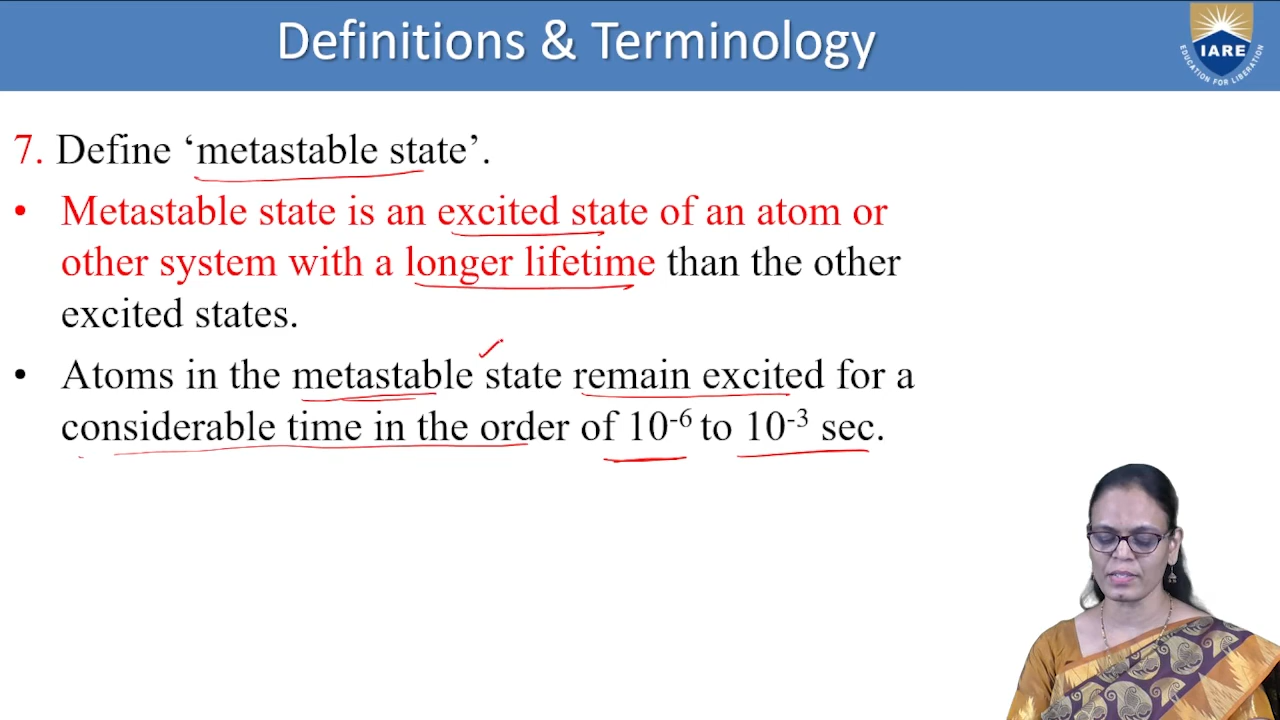 Definitions & Terminology
IARE
EDUCATION FOR LIBERATION
7. Define ‘metastable state’.
• Metastable state is an excited state of an atom or
other system with a longer lifetime than the other
excited states.
• Atoms in the metastable state remain excited for a
considerable time in the order of 10⁻⁶ to 10⁻³ sec.